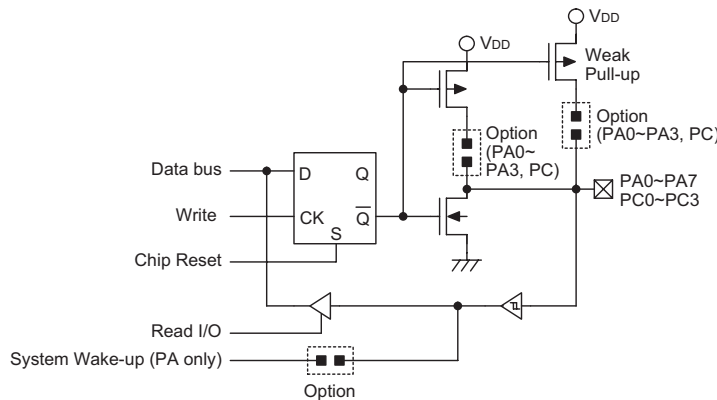 VDD
VDD
Weak
Pull-up
Option
(PA0~
PA3, PC)
Option
(PA0~PA3, PC)
Data bus
D
Q
Write
CK
Q
S
Chip Reset
PA0~PA7
PC0~PC3
Read I/O
System Wake-up (PA only)
Option